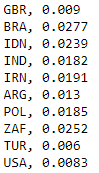 GBR, 0.009
BRA, 0.0277
IDN, 0.0239
IND, 0.0182
IRN, 0.0191
ARG, 0.013
POL, 0.0185
ZAF, 0.0252
TUR, 0.006
USA, 0.0083